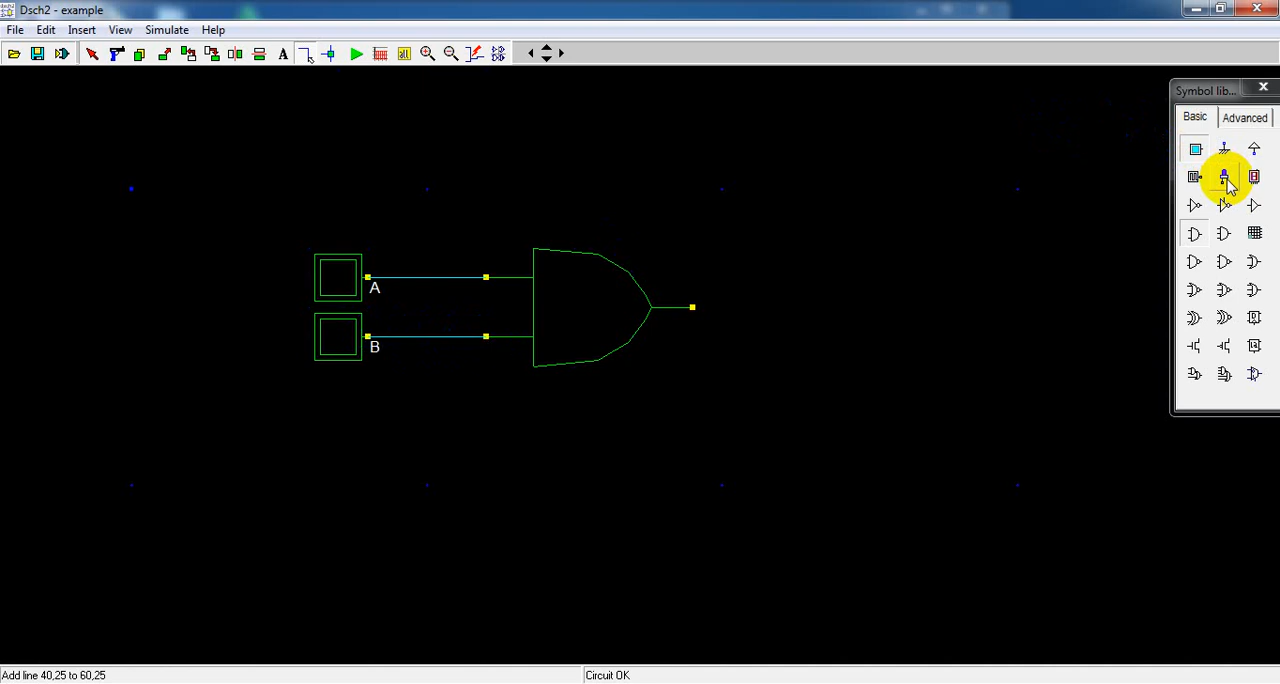 Dsch2 - example
File Edit Insert View Simulate Help
A all
Symbol lib...
Basic Advanced
A
B
Add line 40,25 to 60,25 Circuit OK